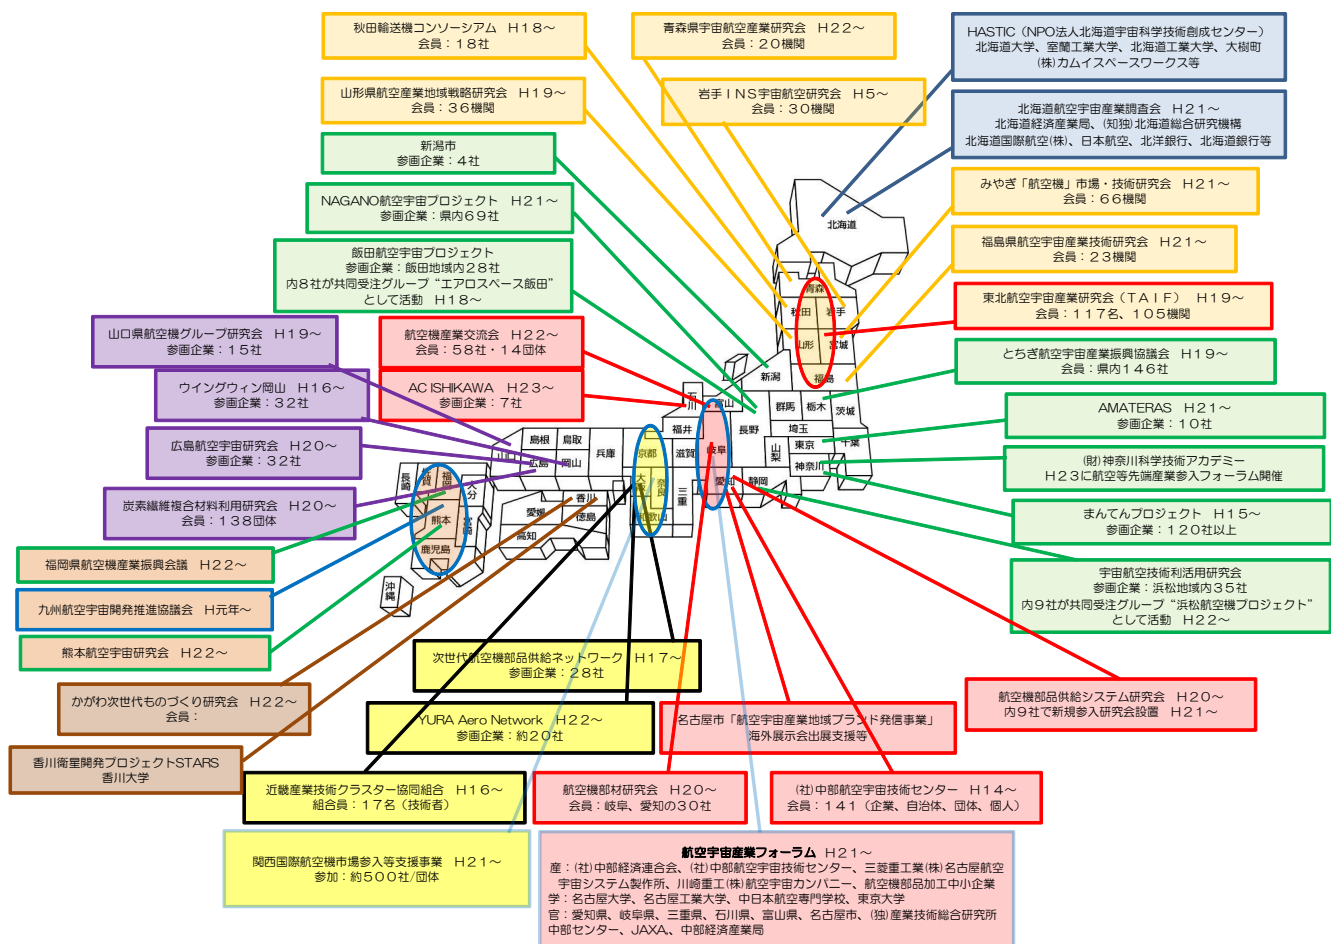 秋田輸送機コンソーシアム　H18～
会員：18社
青森県宇宙航空産業研究会　H22～
会員：20機関
HASTIC（NPO法人北海道宇宙科学技術創成センター）
北海道大学、室蘭工業大学、北海道工業大学、大樹町
(株)カムイスペースワークス等
山形県航空産業地域戦略研究会　H19～
会員：36機関
岩手INS宇宙航空研究会　H5～
会員：30機関
北海道航空宇宙産業調査会　H21～
北海道経済産業局、(知独)北海道総合研究機構
北海道国際航空(株)、日本航空、北洋銀行、北海道銀行等
新潟市
参画企業：4社
みやぎ「航空機」市場・技術研究会　H21～
会員：66機関
NAGANO航空宇宙プロジェクト　H21～
参画企業：県内69社
福島県航空宇宙産業技術研究会　H21～
会員：23機関
飯田航空宇宙プロジェクト
参画企業：飯田地域内28社
内8社が共同受注グループ“エアロスペース飯田”
として活動　H18～
東北航空宇宙産業研究会（TAIF）　H19～
会員：117名、105機関
山口県航空機グループ研究会　H19～
参画企業：15社
航空機産業交流会　H22～
会員：58社・14団体
とちぎ航空宇宙産業振興協議会　H19～
会員：県内146社
ウイングウィン岡山　H16～
参画企業：32社
AC ISHIKAWA　H23～
参画企業：7社
AMATERAS　H21～
参画企業：10社
広島航空宇宙研究会　H20～
参画企業：32社
(財)神奈川科学技術アカデミー
H23に航空等先端産業参入フォーラム開催
炭素繊維複合材料利用研究会　H20～
会員：138団体
まんてんプロジェクト　H15～
参画企業：120社以上
福岡県航空機産業振興会議　H22～
宇宙航空技術利活用研究会
参画企業：浜松地域内35社
内9社が共同受注グループ“浜松航空機プロジェクト”
として活動　H22～
九州航空宇宙開発推進協議会　H元年～
熊本航空宇宙研究会　H22～
次世代航空機部品供給ネットワーク　H17～
参画企業：28社
かがわ次世代ものづくり研究会　H22～
会員：
航空機部品供給システム研究会　H20～
内9社で新規参入研究会設置　H21～
YURA Aero Network　H22～
参画企業：約20社
名古屋市「航空宇宙産業地域ブランド発信事業」
海外展示会出展支援等
香川衛星開発プロジェクトSTARS
香川大学
近畿産業技術クラスター協同組合　H16～
組合員：17名（技術者）
航空機部材研究会　H20～
会員：岐阜、愛知の30社
(社)中部航空宇宙技術センター　H14～
会員：141（企業、自治体、団体、個人）
関西国際航空機市場参入等支援事業　H21～
参加：約500社/団体
航空宇宙産業フォーラム　H21～
産：(社)中部経済連合会、(社)中部航空宇宙技術センター、三菱重工業(株)名古屋航空
宇宙システム製作所、川崎重工(株)航空宇宙カンパニー、航空機部品加工中小企業
学：名古屋大学、名古屋工業大学、中日本航空専門学校、東京大学
官：愛知県、岐阜県、三重県、石川県、富山県、名古屋市、(独)産業技術総合研究所
中部センター、JAXA、中部経済産業局
北海道
青森
秋田
岩手
山形
宮城
福島
新潟
群馬
栃木
茨城
埼玉
東京
千葉
神奈川
山梨
長野
静岡
愛知
岐阜
富山
石川
福井
滋賀
三重
京都
大阪
奈良
和歌山
兵庫
鳥取
島根
岡山
広島
山口
香川
徳島
愛媛
高知
福岡
佐賀
長崎
大分
熊本
宮崎
鹿児島
沖縄